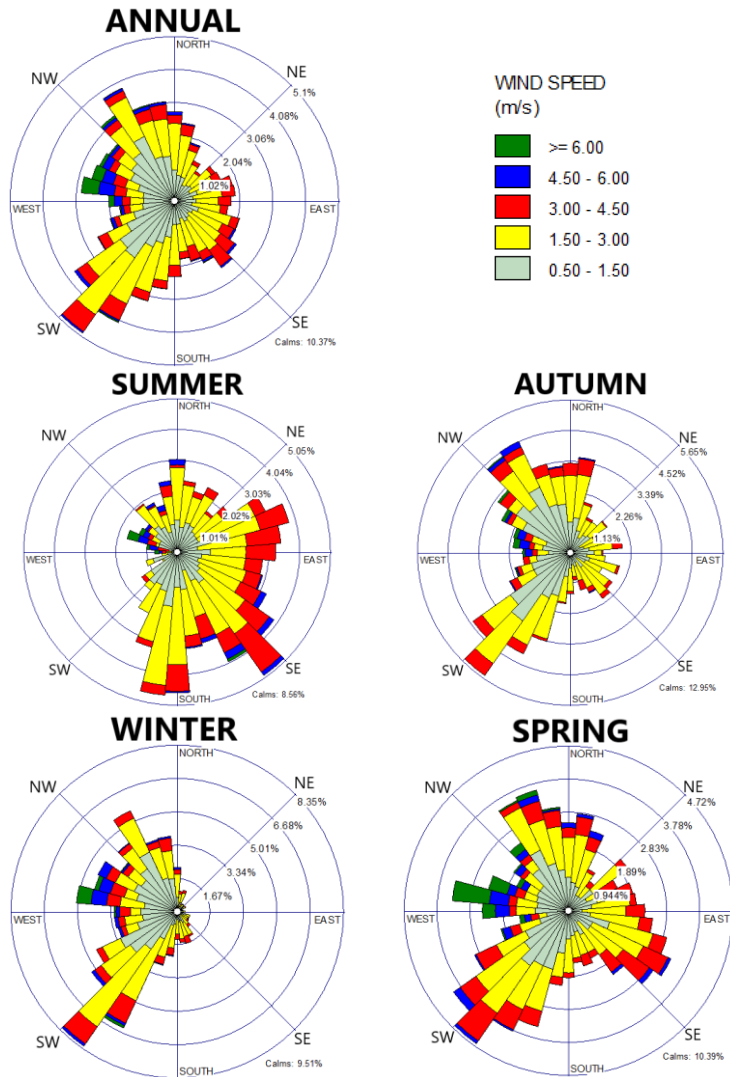 ANNUAL
NORTH
NW
NE
5.1%
4.08%
3.06%
2.04%
1.02%
WEST
EAST
SW
SE
SOUTH
Calms: 10.37%
WIND SPEED
(m/s)
>= 6.00
4.50 - 6.00
3.00 - 4.50
1.50 - 3.00
0.50 - 1.50
SUMMER
NORTH
NW
NE
5.05%
4.04%
3.03%
2.02%
1.01%
WEST
EAST
SW
SE
SOUTH
Calms: 8.56%
AUTUMN
NORTH
NW
NE
5.65%
4.52%
3.39%
2.26%
1.13%
WEST
EAST
SW
SE
SOUTH
Calms: 12.95%
WINTER
NORTH
NW
NE
8.35%
6.68%
5.01%
3.34%
1.67%
WEST
EAST
SW
SE
SOUTH
Calms: 9.51%
SPRING
NORTH
NW
NE
4.72%
3.78%
2.83%
1.89%
0.944%
WEST
EAST
SW
SE
SOUTH
Calms: 10.39%